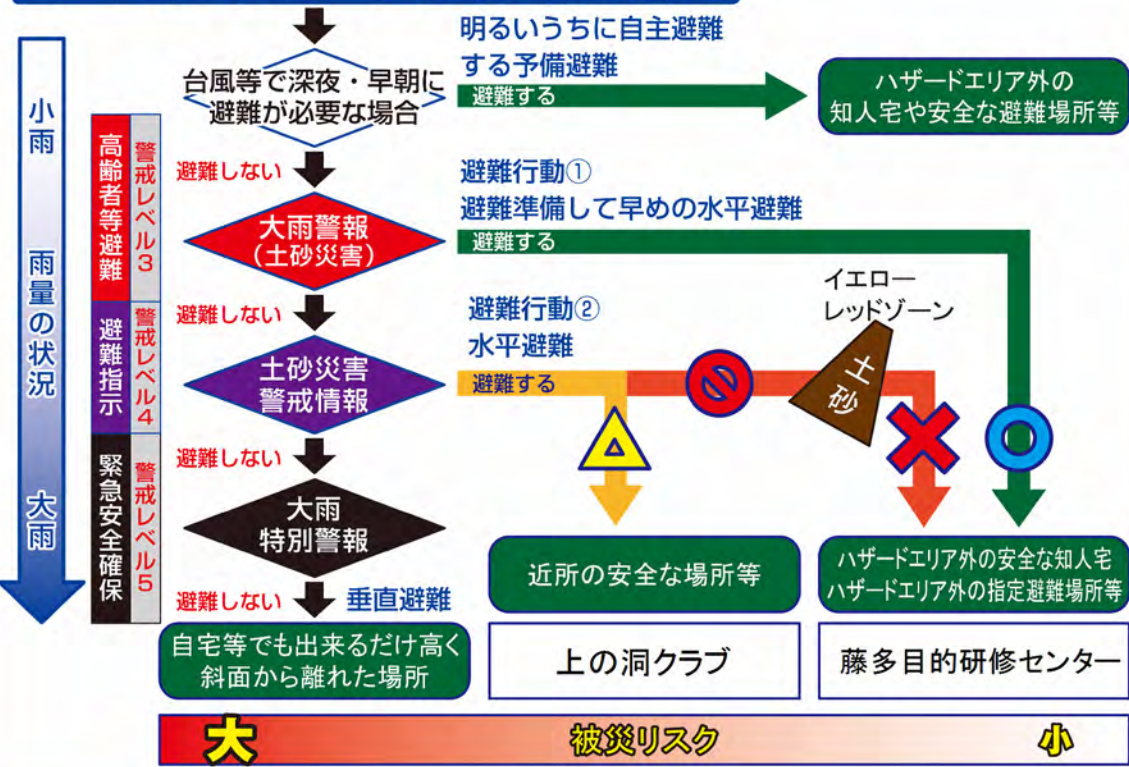 明るいうちに自主避難
する予備避難
避難する
台風等で深夜・早朝に
避難が必要な場合
ハザードエリア外の
知人宅や安全な避難場所等
小雨
雨量の状況
大雨
高齢者等避難
警戒レベル3
避難しない
大雨警報
(土砂災害)
避難行動①
避難準備して早めの水平避難
避難する
避難指示
警戒レベル4
避難しない
土砂災害
警戒情報
避難行動②
水平避難
避難する
イエロー
レッドゾーン
土砂
緊急安全確保
警戒レベル5
避難しない
大雨
特別警報
避難しない
垂直避難
自宅等でも出来るだけ高く
斜面から離れた場所
近所の安全な場所等
上の洞クラブ
ハザードエリア外の安全な知人宅
ハザードエリア外の指定避難場所等
藤多目的研修センター
大
被災リスク
小